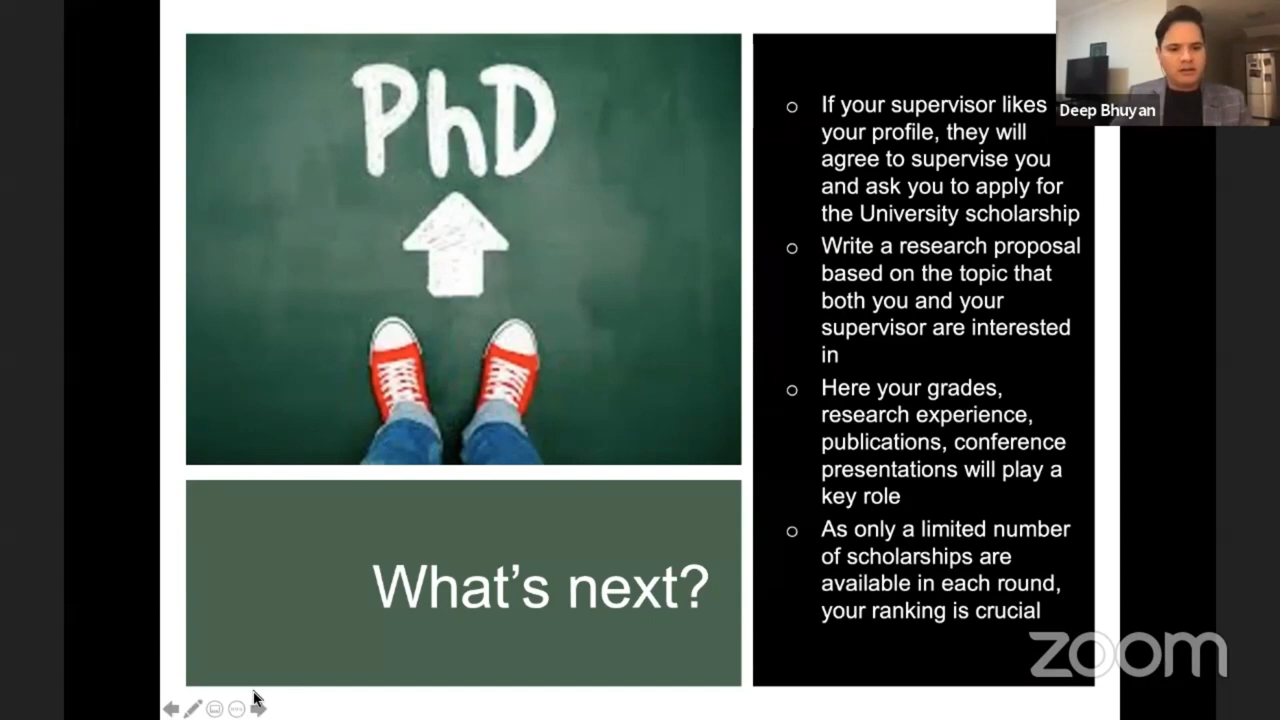 PhD
What's next?
o If your supervisor likes
your profile, they will
agree to supervise you
and ask you to apply for
the University scholarship
o Write a research proposal
based on the topic that
both you and your
supervisor are interested
in
o Here your grades,
research experience,
publications, conference
presentations will play a
key role
o As only a limited number
of scholarships are
available in each round,
your ranking is crucial
Deep Bhuyan
zoom